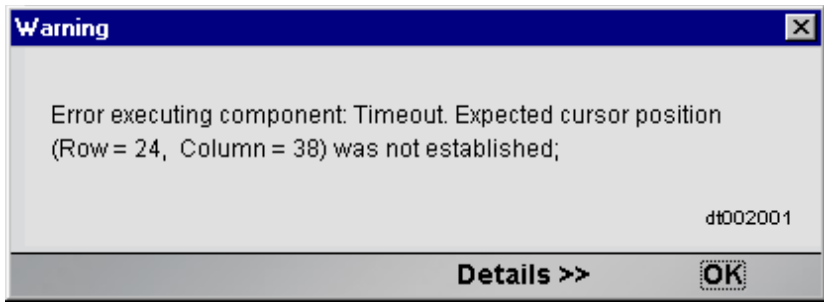 Warning
Error executing component: Timeout. Expected cursor position
(Row = 24, Column = 38) was not established;
dt002001
Details >> OK